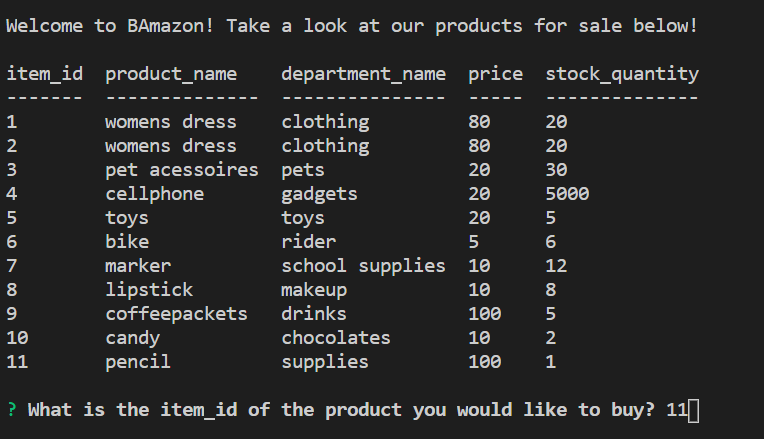 Welcome to BAmazon! Take a look at our products for sale below!
item_id  product_name    department_name  price  stock_quantity
-------  --------------  ---------------  -----  --------------
1        womens dress    clothing         80     20
2        womens dress    clothing         80     20
3        pet acessoires  pets             20     30
4        cellphone       gadgets          20     5000
5        toys            toys             20     5
6        bike            rider            5      6
7        marker          school supplies  10     12
8        lipstick        makeup           10     8
9        coffeepackets   drinks           100    5
10       candy           chocolates       10     2
11       pencil          supplies         100    1
? What is the item_id of the product you would like to buy? 11